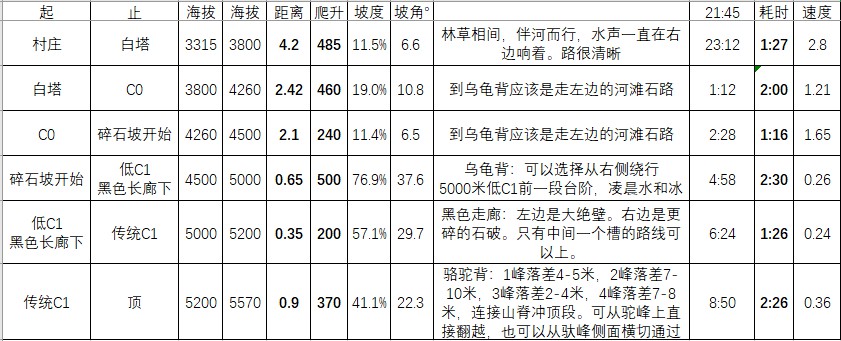 起 止 海拔 海拔 距离 爬升 坡度 坡角° 21:45 耗时 速度
村庄 白塔 3315 3800 4.2 485 11.5% 6.6 林草相间，伴河而行，水声一直在右
边响着。路很清晰 23:12 1:27 2.8
白塔 C0 3800 4260 2.42 460 19.0% 10.8 到乌龟背应该是走左边的河滩石路 1:12 2:00 1.21
C0 碎石坡开始 4260 4500 2.1 240 11.4% 6.5 到乌龟背应该是走左边的河滩石路 2:28 1:16 1.65
碎石坡开始 低C1
黑色长廊下 4500 5000 0.65 500 76.9% 37.6 乌龟背：可以选择从右侧绕行
5000米低C1前一段台阶，凌晨水和冰 4:58 2:30 0.26
低C1
黑色长廊下 传统C1 5000 5200 0.35 200 57.1% 29.7 黑色走廊：左边是大绝壁。右边是更
碎的石破。只有中间一个槽的路线可
以上。 6:24 1:26 0.24
传统C1 顶 5200 5570 0.9 370 41.1% 22.3 骆驼背：1峰落差4-5米，2峰落差7-
10米，3峰落差2-4米，4峰落差7-8
米，连接山脊冲顶段。可从驼峰上直
接翻越，也可以从驮峰侧面横切通过 8:50 2:26 0.36